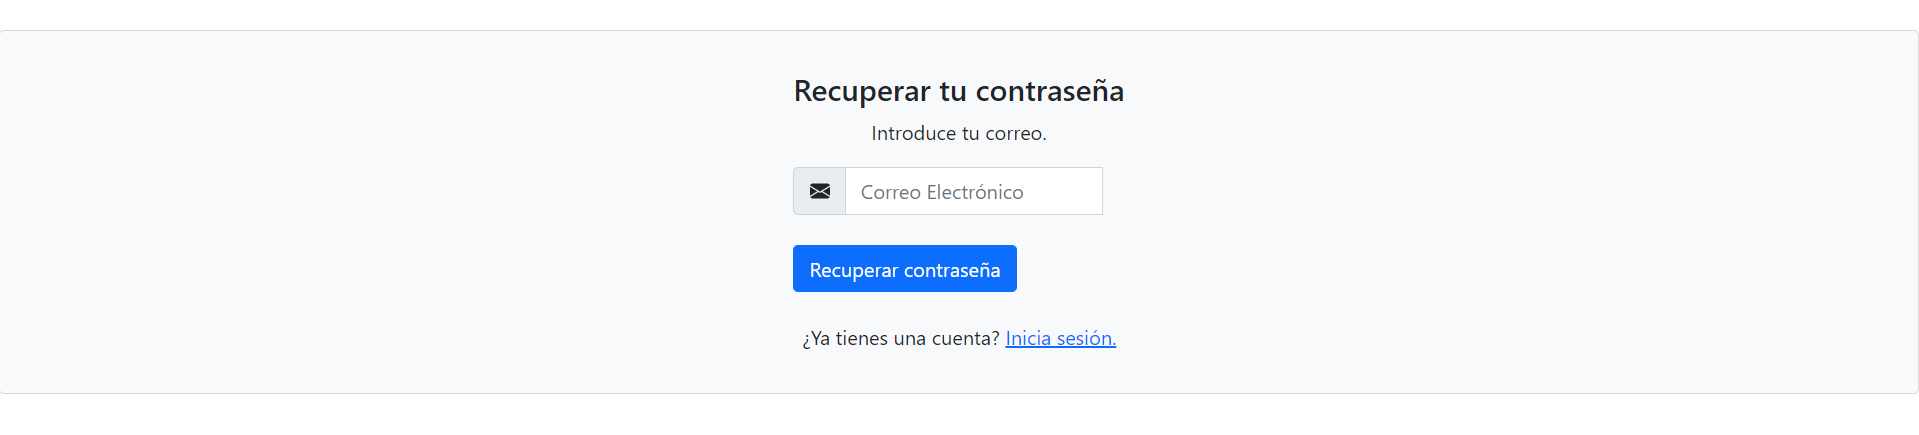 Recuperar tu contraseña
Introduce tu correo.
Correo Electrónico
Recuperar contraseña
¿Ya tienes una cuenta? Inicia sesión.